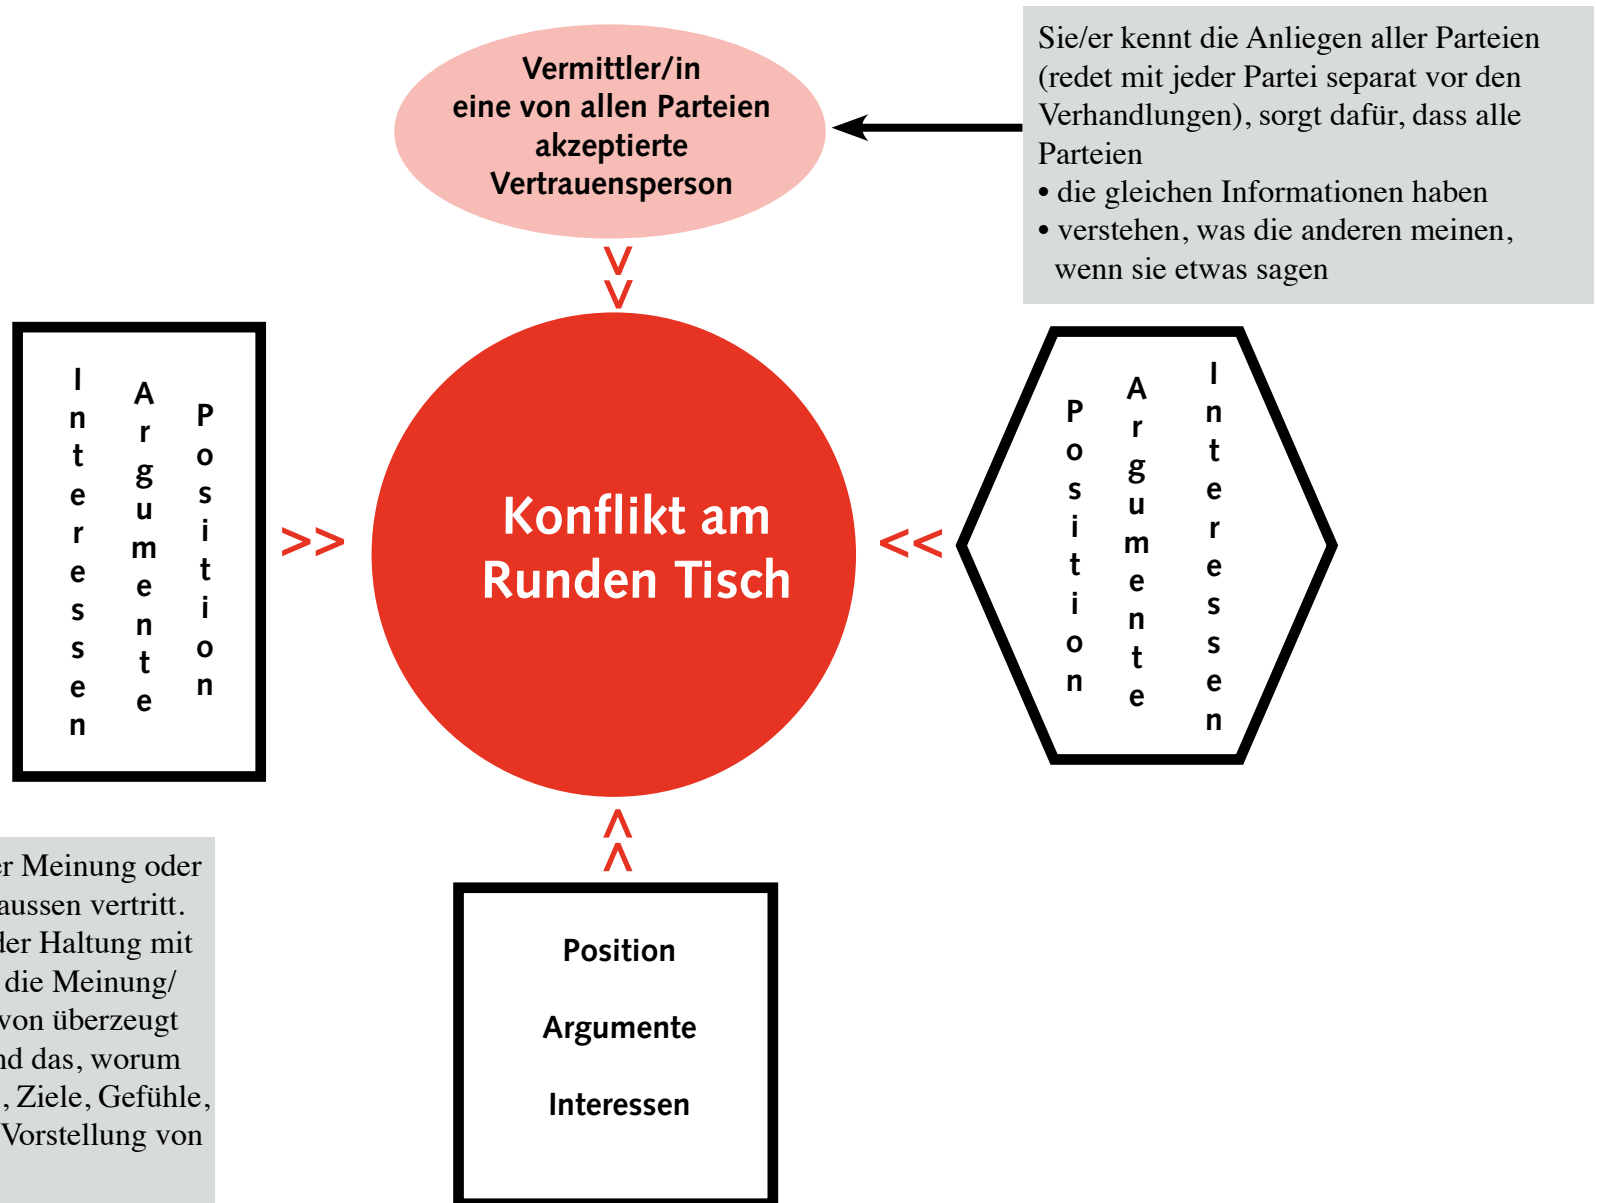 Vermittler/in
eine von allen Parteien
akzeptierte
Vertrauensperson
Sie/er kennt die Anliegen aller Parteien
(redet mit jeder Partei separat vor den
Verhandlungen), sorgt dafür, dass alle
Parteien
• die gleichen Informationen haben
• verstehen, was die anderen meinen,
wenn sie etwas sagen
Interessen
Argumente
Position
>>
Konflikt am
Runden Tisch
<<
Position
Argumente
Interessen
Meinung oder
aussen vertritt.
der Haltung mit
die Meinung/
von überzeugt
das, worum
, Ziele, Gefühle,
Vorstellung von
Position
Argumente
Interessen